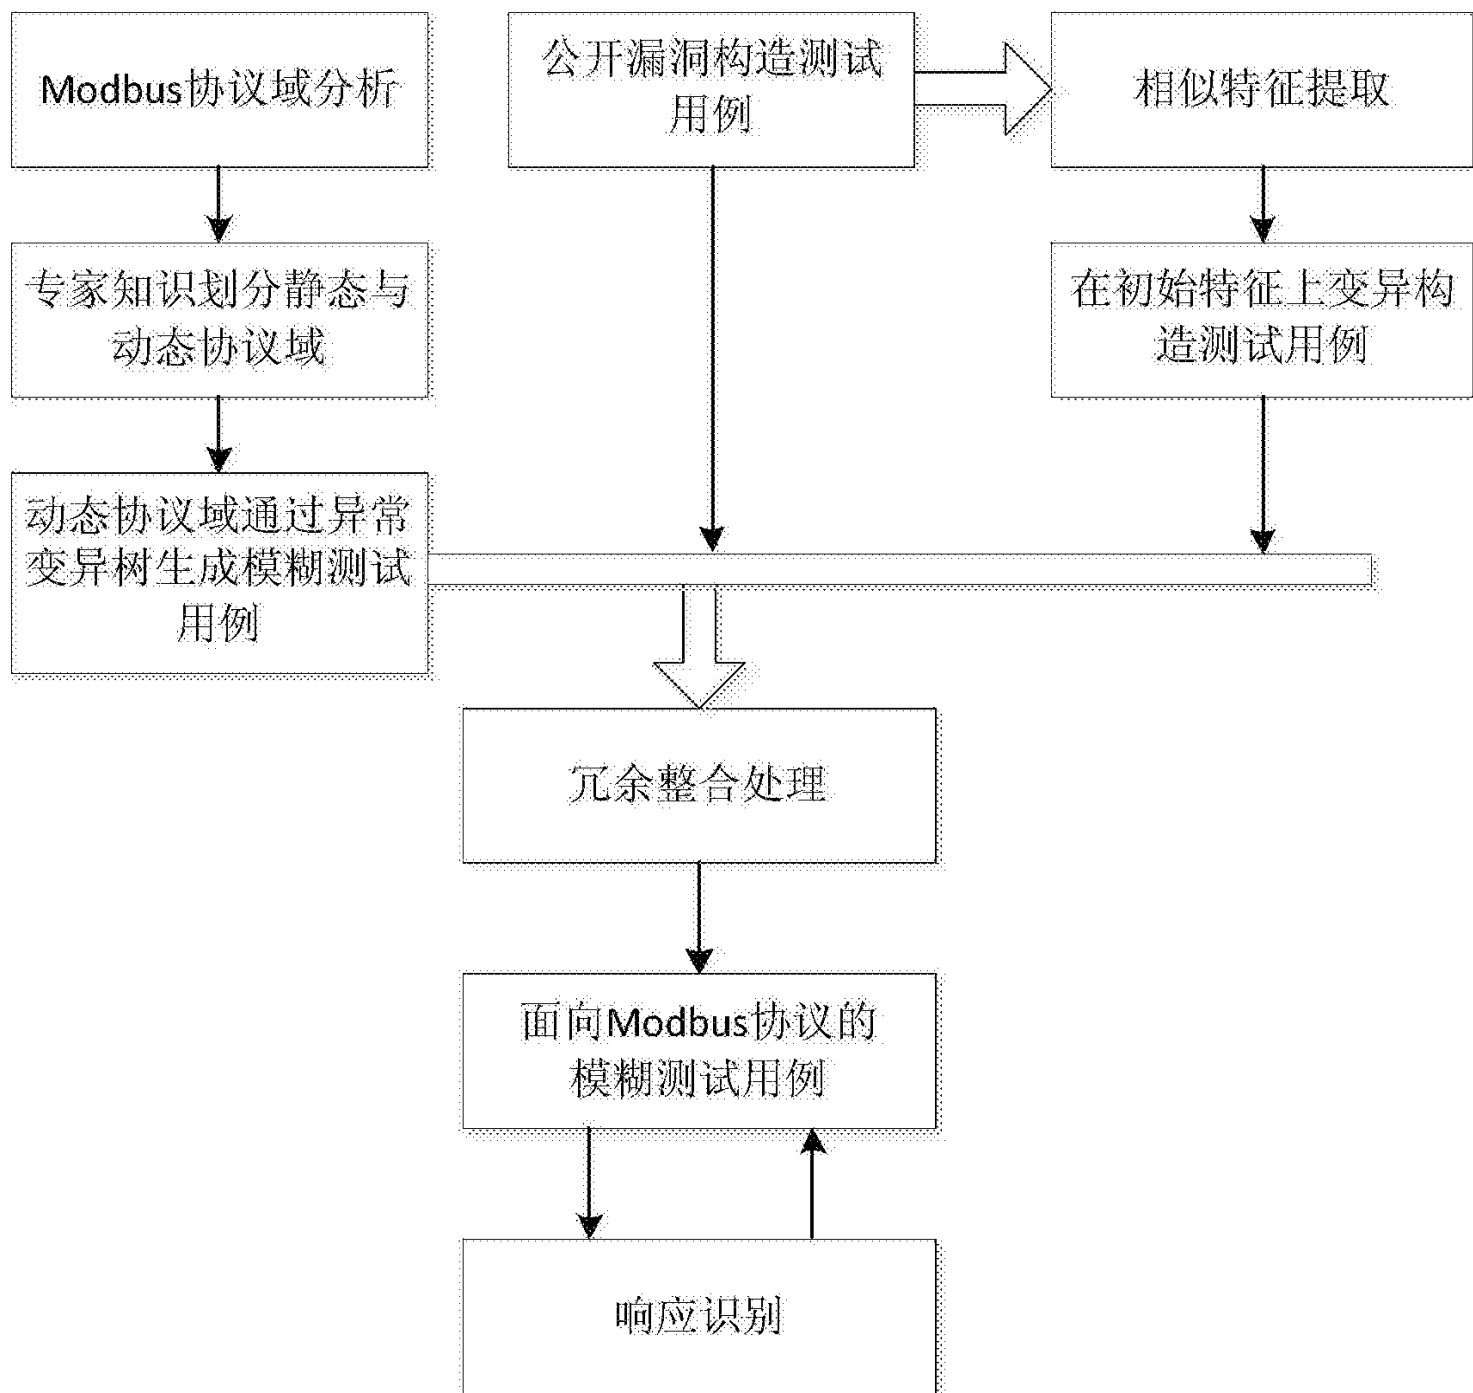 Modbus协议域分析
公开漏洞构造测试
用例
相似特征提取
专家知识划分静态与
动态协议域
在初始特征上变异构
造测试用例
动态协议域通过异常
变异树生成模糊测试
用例
冗余整合处理
面向Modbus协议的
模糊测试用例
响应识别